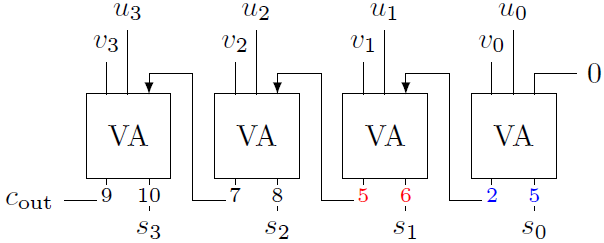 u₃ u₂ u₁ u₀
v₃ v₂ v₁ v₀
0
VA VA VA VA
c_out 9 10 7 8 5 6 2 5
s₃ s₂ s₁ s₀